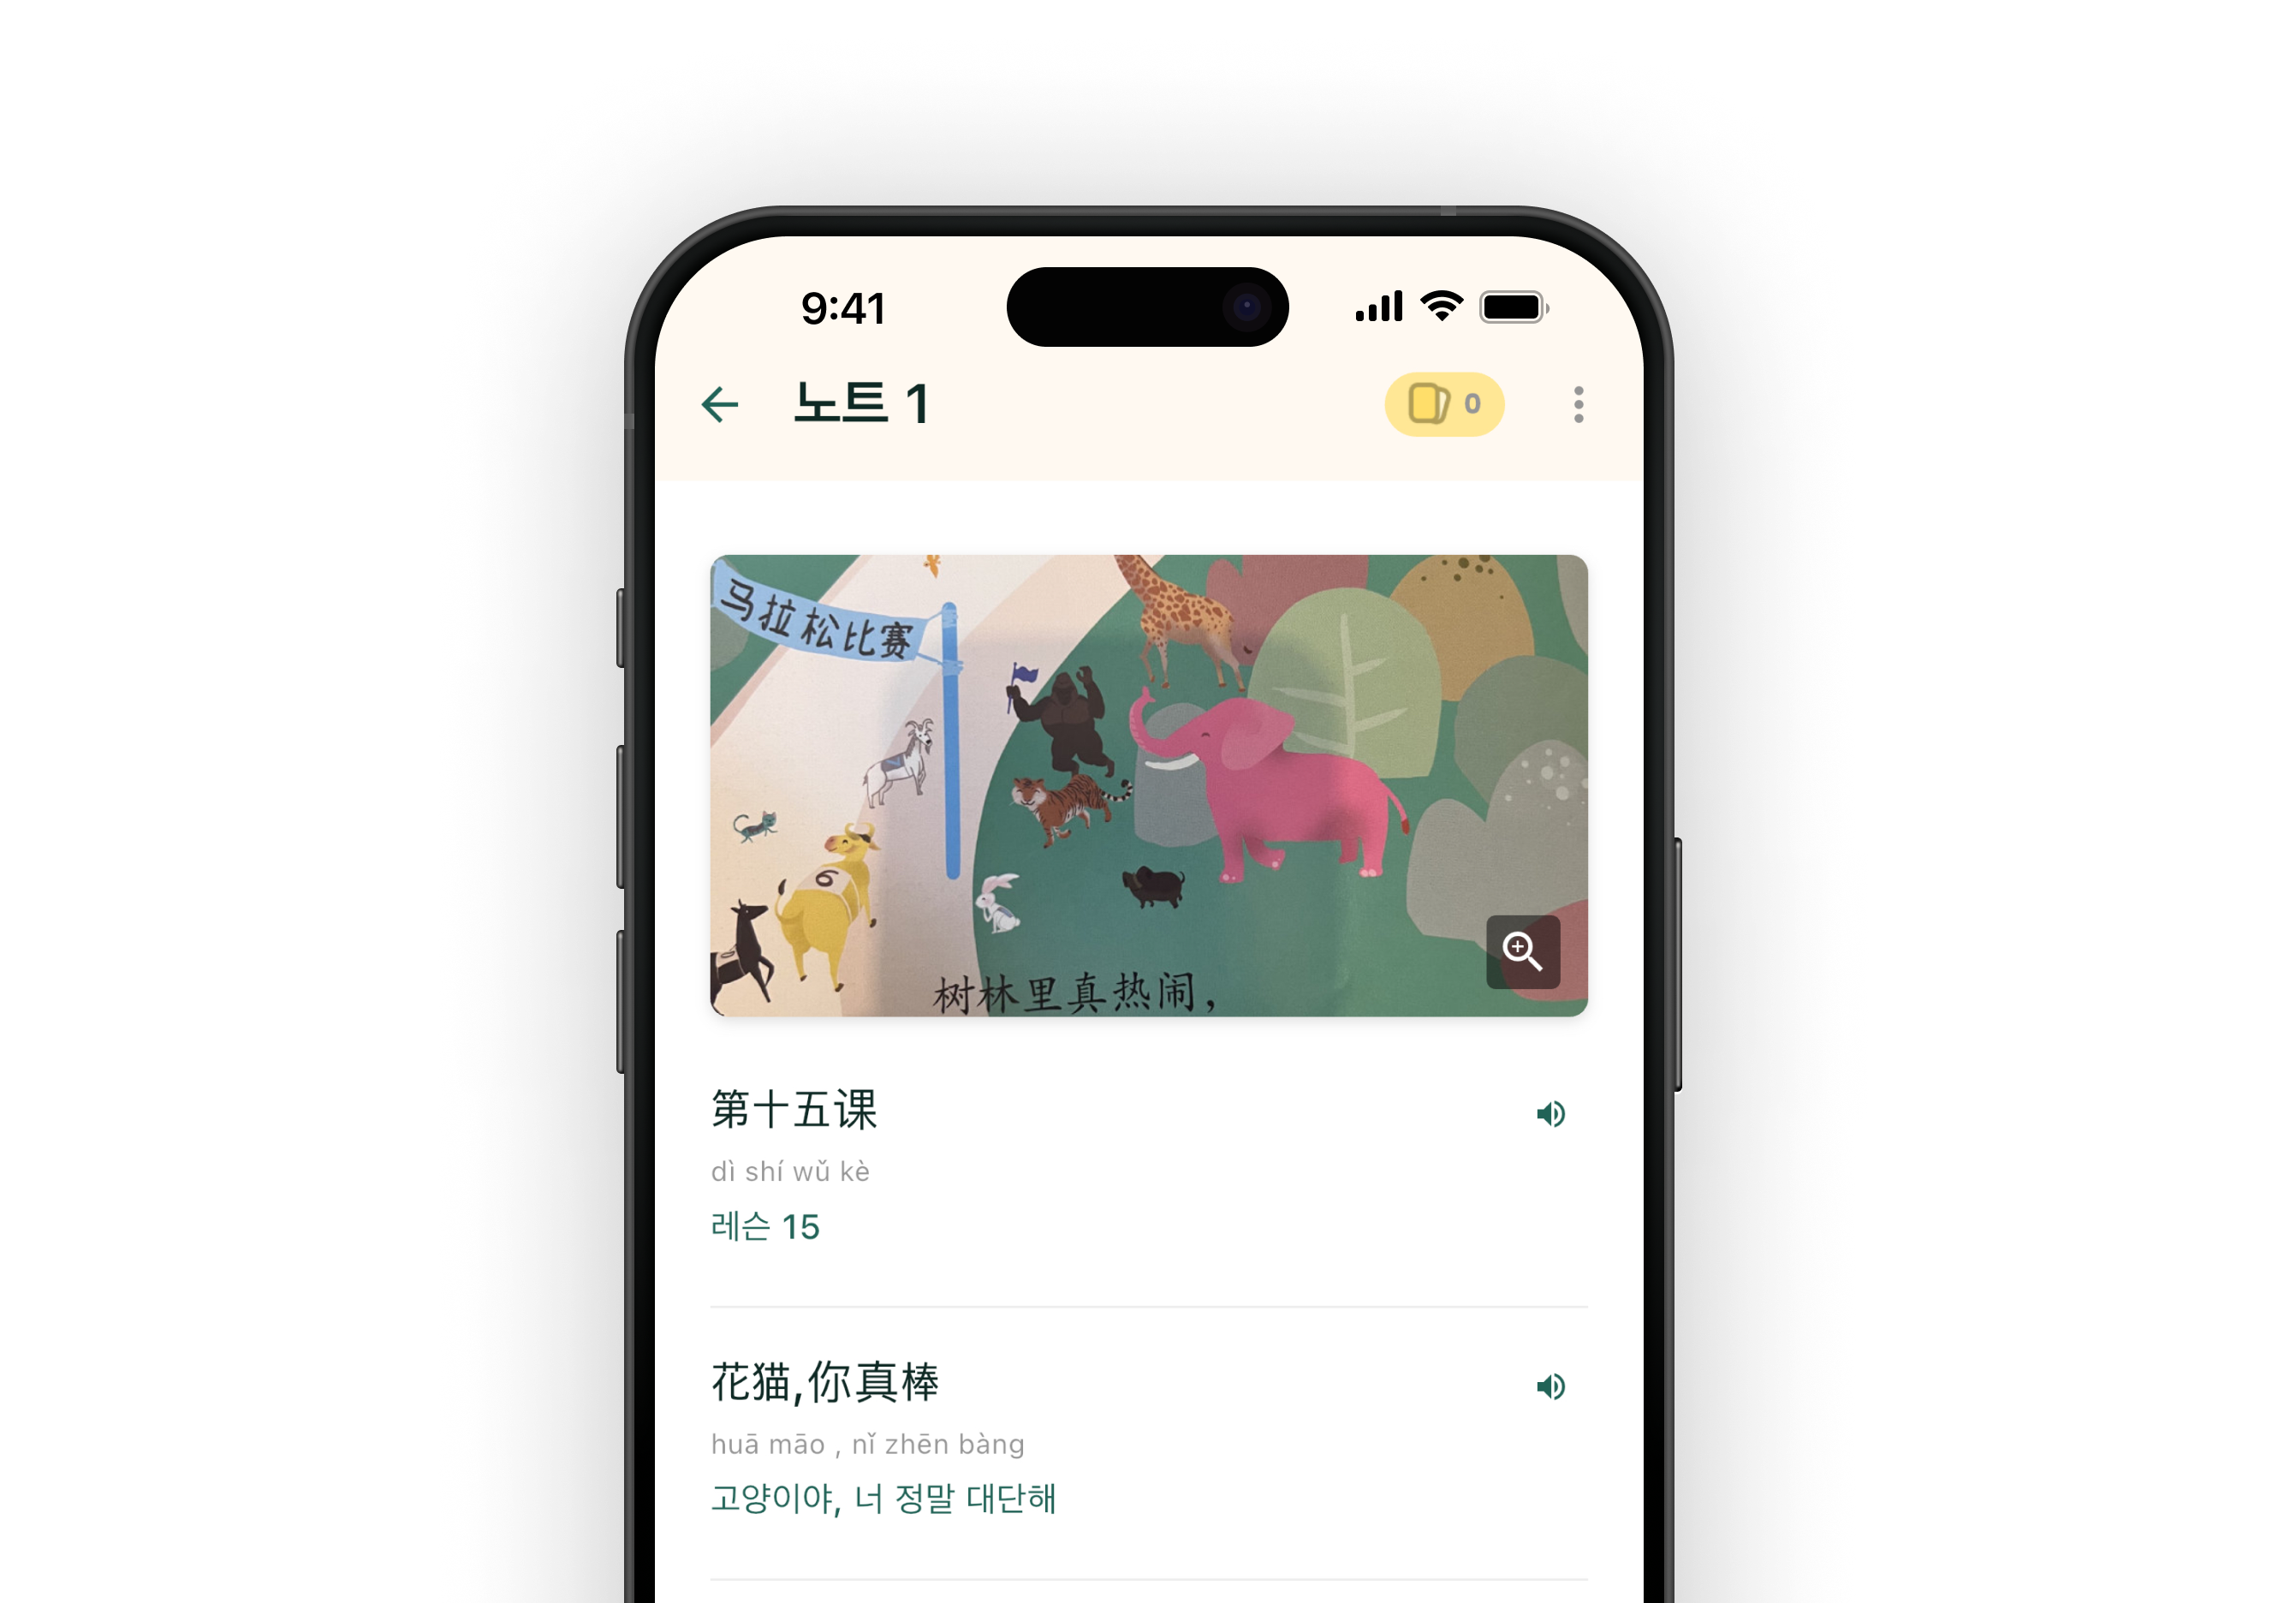 9:41
노트 1
0
马拉松比赛
6
树林里真热闹，
第十五课
dì shí wǔ kè
레슨 15
花猫,你真棒
huā māo , nǐ zhēn bàng
고양이야, 너 정말 대단해